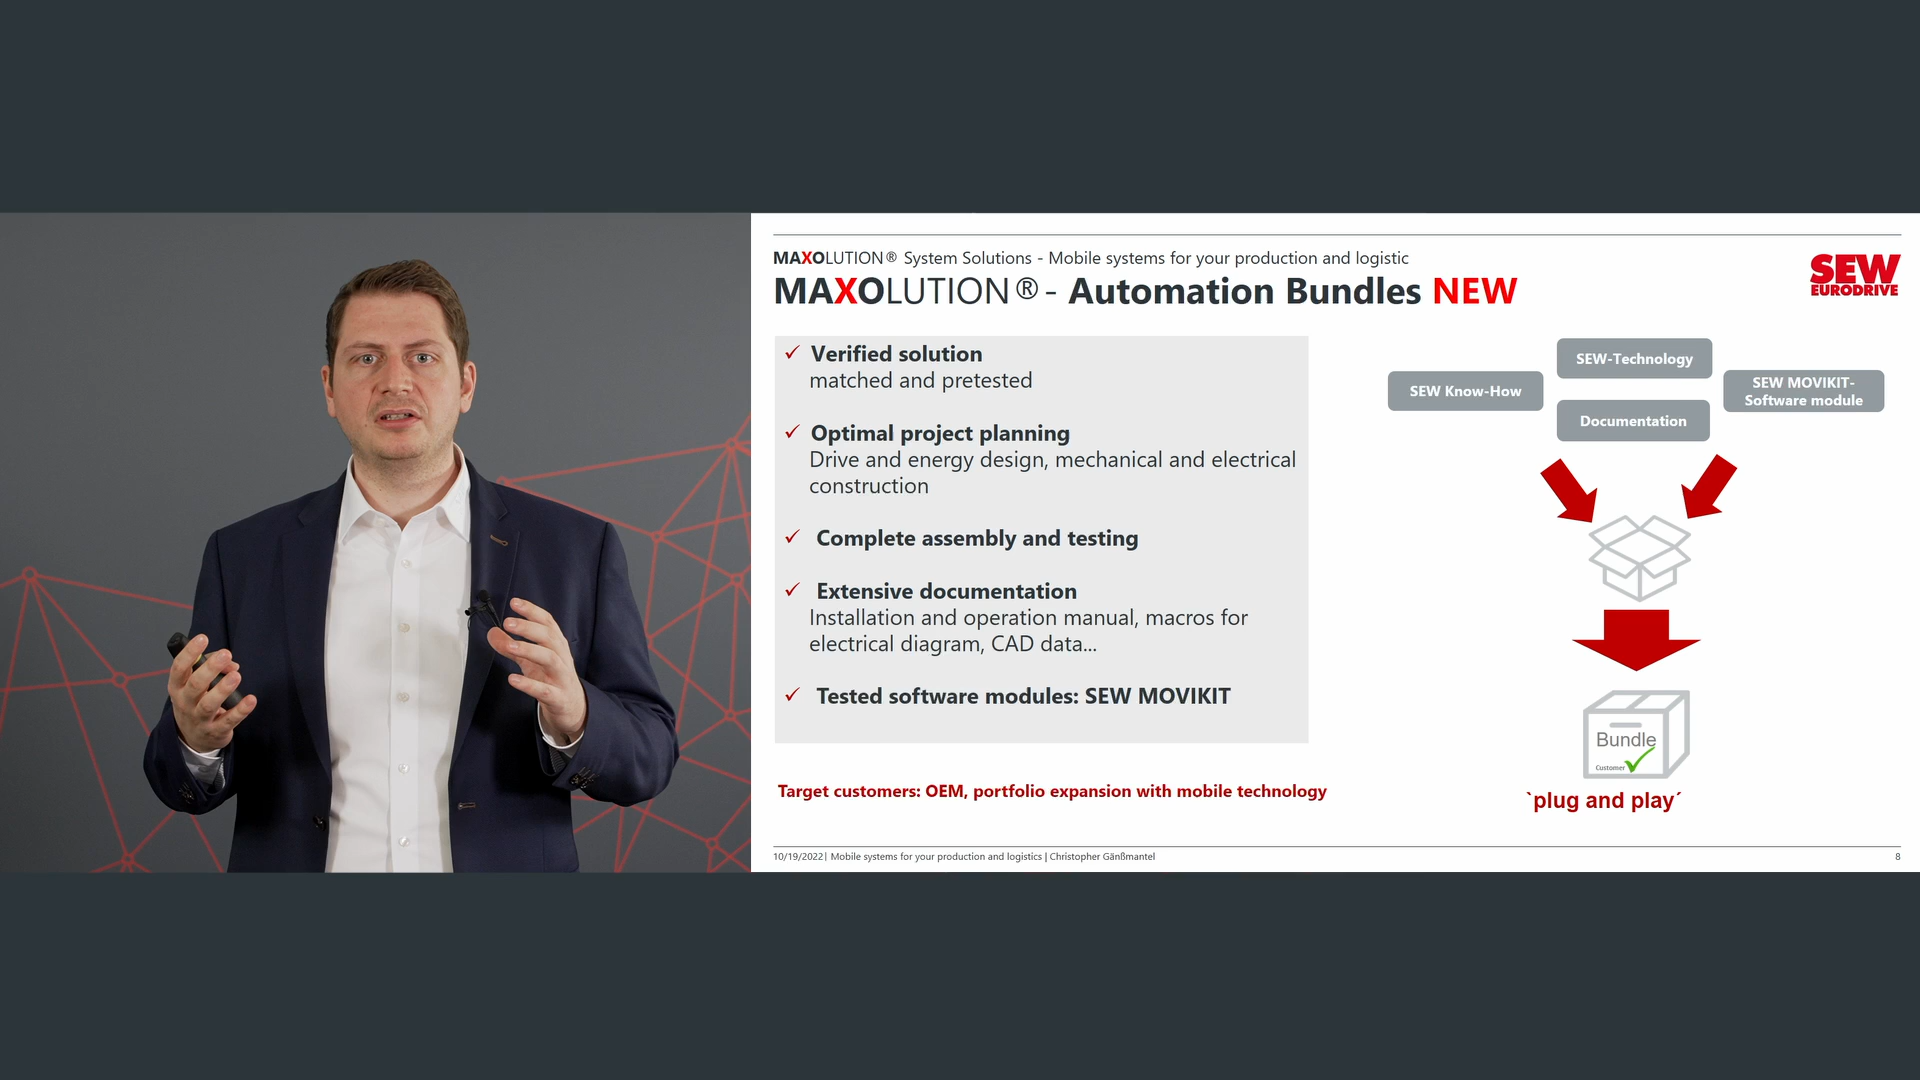 MAXOLUTION® System Solutions - Mobile systems for your production and logistic
MAXOLUTION® - Automation Bundles NEW
SEW
EURODRIVE
✓ Verified solution
matched and pretested
✓ Optimal project planning
Drive and energy design, mechanical and electrical
construction
✓ Complete assembly and testing
✓ Extensive documentation
Installation and operation manual, macros for
electrical diagram, CAD data...
✓ Tested software modules: SEW MOVIKIT
Target customers: OEM, portfolio expansion with mobile technology
SEW Know-How
SEW-Technology
Documentation
SEW MOVIKIT-
Software module
Bundle
Customer
`plug and play´
10/19/2022| Mobile systems for your production and logistics | Christopher Gänßmantel
8